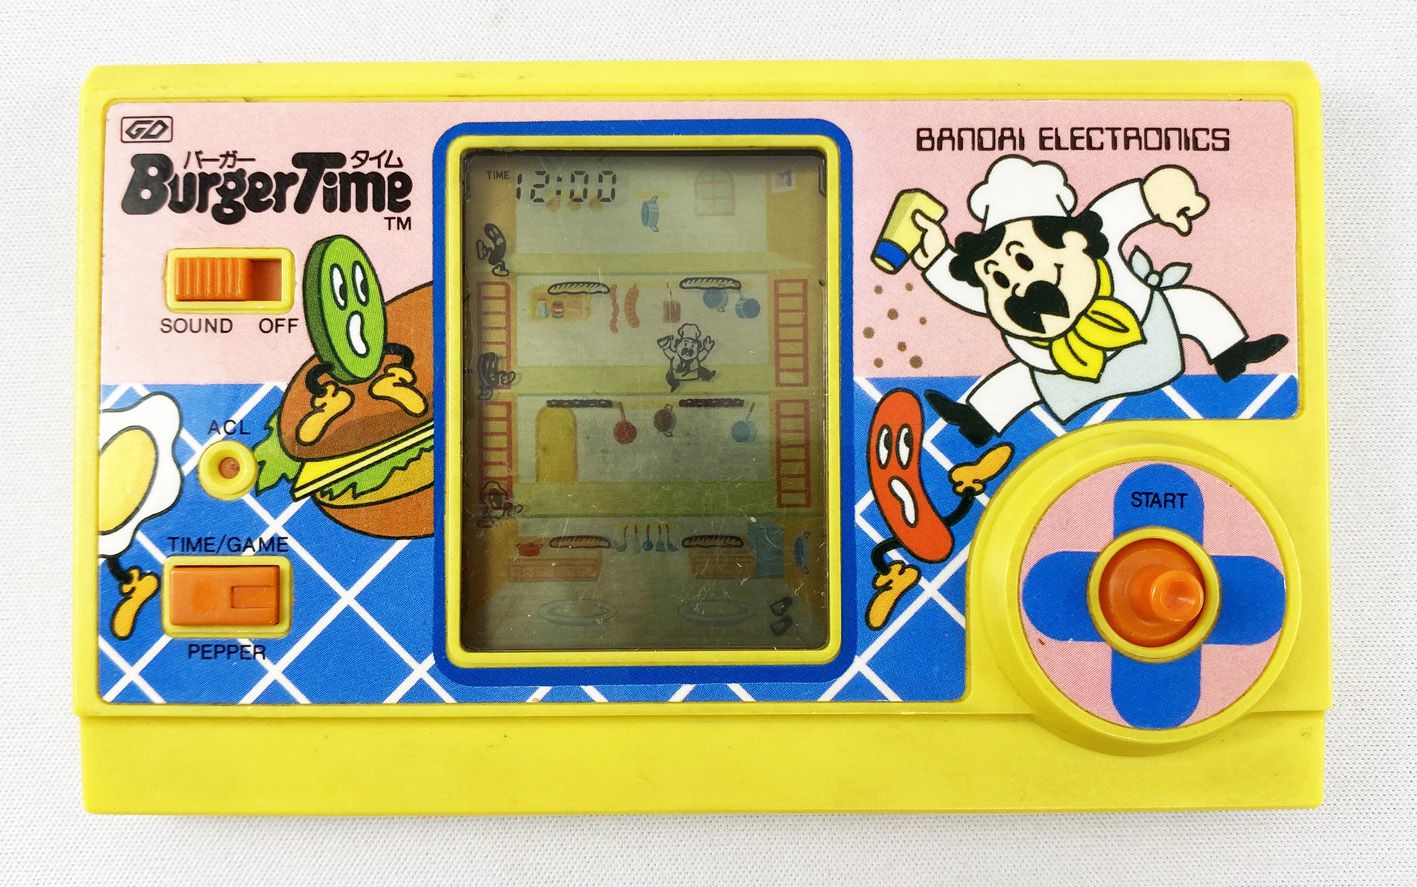 GD
バーガー タイム
BurgerTime
TM
BANDAI ELECTRONICS
TIME 12:00
SOUND OFF
ACL
TIME/GAME
PEPPER
START